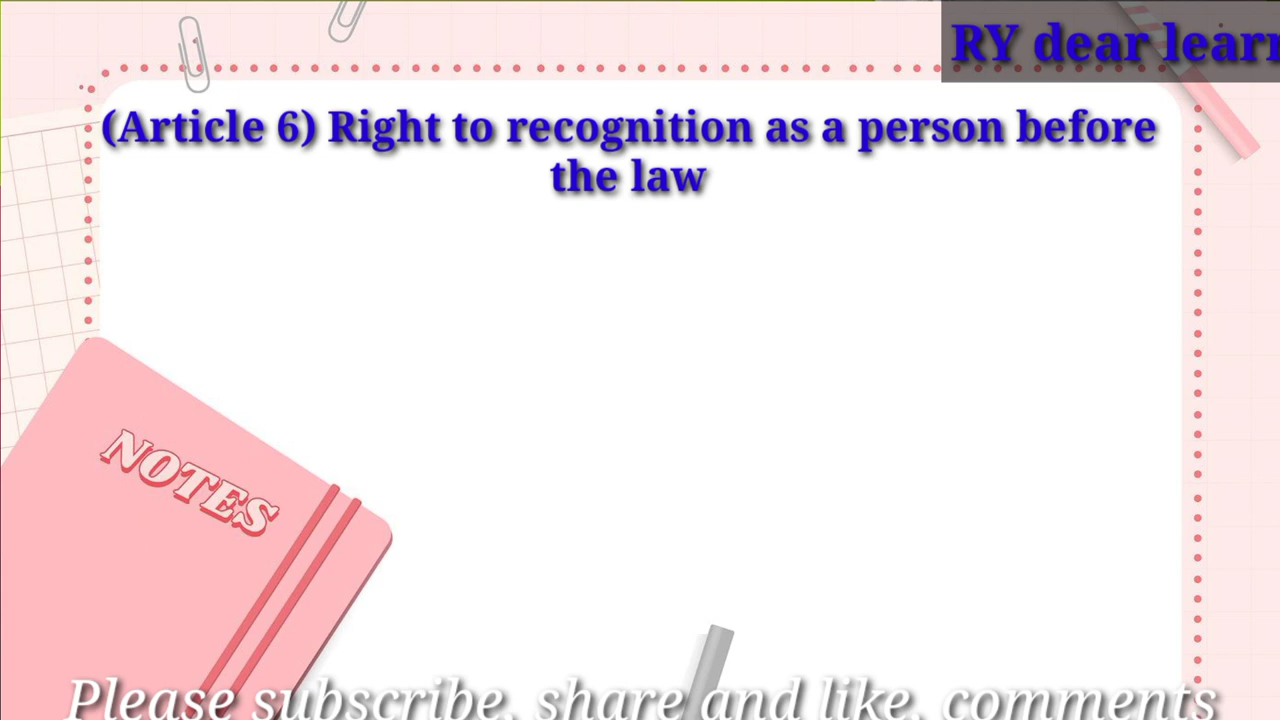 RY dear
(Article 6) Right to recognition as a person before
the law
NOTES
Please subscribe, share and like, comments